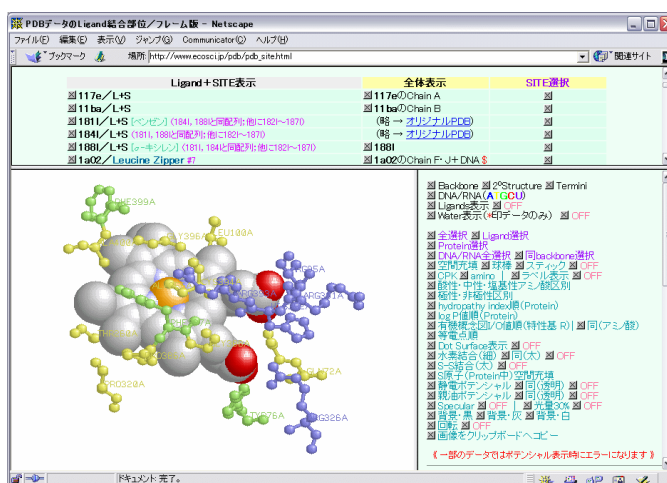 PDBデータのLigand結合部位／フレーム版 - Netscape
ファイル(F) 編集(E) 表示(V) ジャンプ(G) Communicator(C) ヘルプ(H)
ブックマーク 場所: http://www.ecosci.jp/pdb/pdb_site.html 関連サイト
Ligand+SITE表示 全体表示 SITE選択
117e／L+S 117eのChain A
11ba／L+S 11baのChain B
181l／L+S [ベンゼン] (184l, 188lと同配列;他に182l～187l) (略 → オリジナルPDB)
184l／L+S (181l, 188lと同配列;他に182l～187l) (略 → オリジナルPDB)
188l／L+S [o-キシレン] (181l, 184lと同配列;他に182l～187l) 188l
1a02／Leucine Zipper #7 1a02のChain F・J+DNA $
PHE399A
LEU100A
ARG326A
PRO320A
TYR76A
Backbone 2ºStructure Termini
DNA/RNA(ATGCU)
Ligands表示 OFF
Water表示(*印データのみ) OFF
全選択 Ligand選択
Protein選択
DNA/RNA全選択 同backbone選択
空間充填 球棒 スティック OFF
CPK amino | ラベル表示 OFF
酸性・中性・塩基性アミノ酸区別
極性・非極性区別
hydropathy index順(Protein)
log P値順(Protein)
有機概念図I/O値順(特性基 R) | 同(アミノ酸)
等電点順
Dot Surface表示 OFF
水素結合(細) 同(太) OFF
S-S結合(太) OFF
S原子(Protein中)空間充填
静電ポテンシャル 同(透明) OFF
親油ポテンシャル 同(透明) OFF
Specular OFF | 光量30% OFF
背景・黒 背景・灰 背景・白
回転 OFF
画像をクリップボードへコピー
《 一部のデータではポテンシャル表示時にエラーになります 》
ドキュメント: 完了。